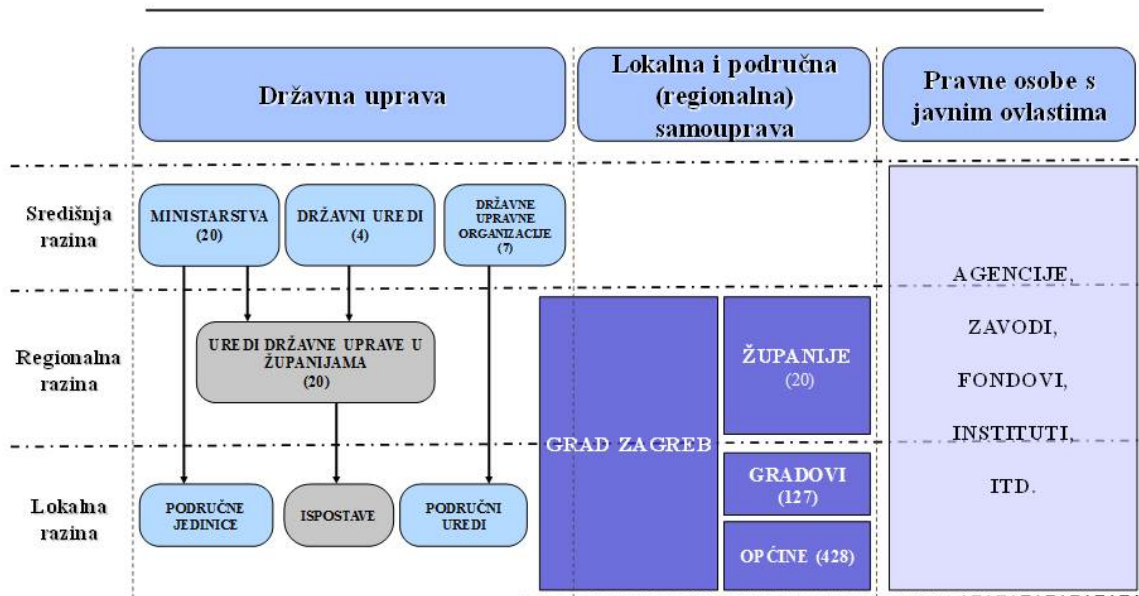 Državna uprava
Lokalna i područna
(regionalna)
samouprava
Pravne osobe s
javnim ovlastima
Središnja
razina
MINISTARSTVA
(20)
DRŽAVNI UREDI
(4)
DRŽAVNE
UPRAVNE
ORGANIZACIJE
(7)
Regionalna
razina
UREDI DRŽAVNE UPRAVE U
ŽUPANIJAMA
(20)
GRAD ZAGREB
ŽUPANIJE
(20)
Lokalna
razina
PODRUČNE
JEDINICE
ISPOSTAVE
PODRUČNI
UREDI
GRADOVI
(127)
OPĆINE (428)
AGENCIJE,
ZAVODI,
FONDOVI,
INSTITUTI,
ITD.